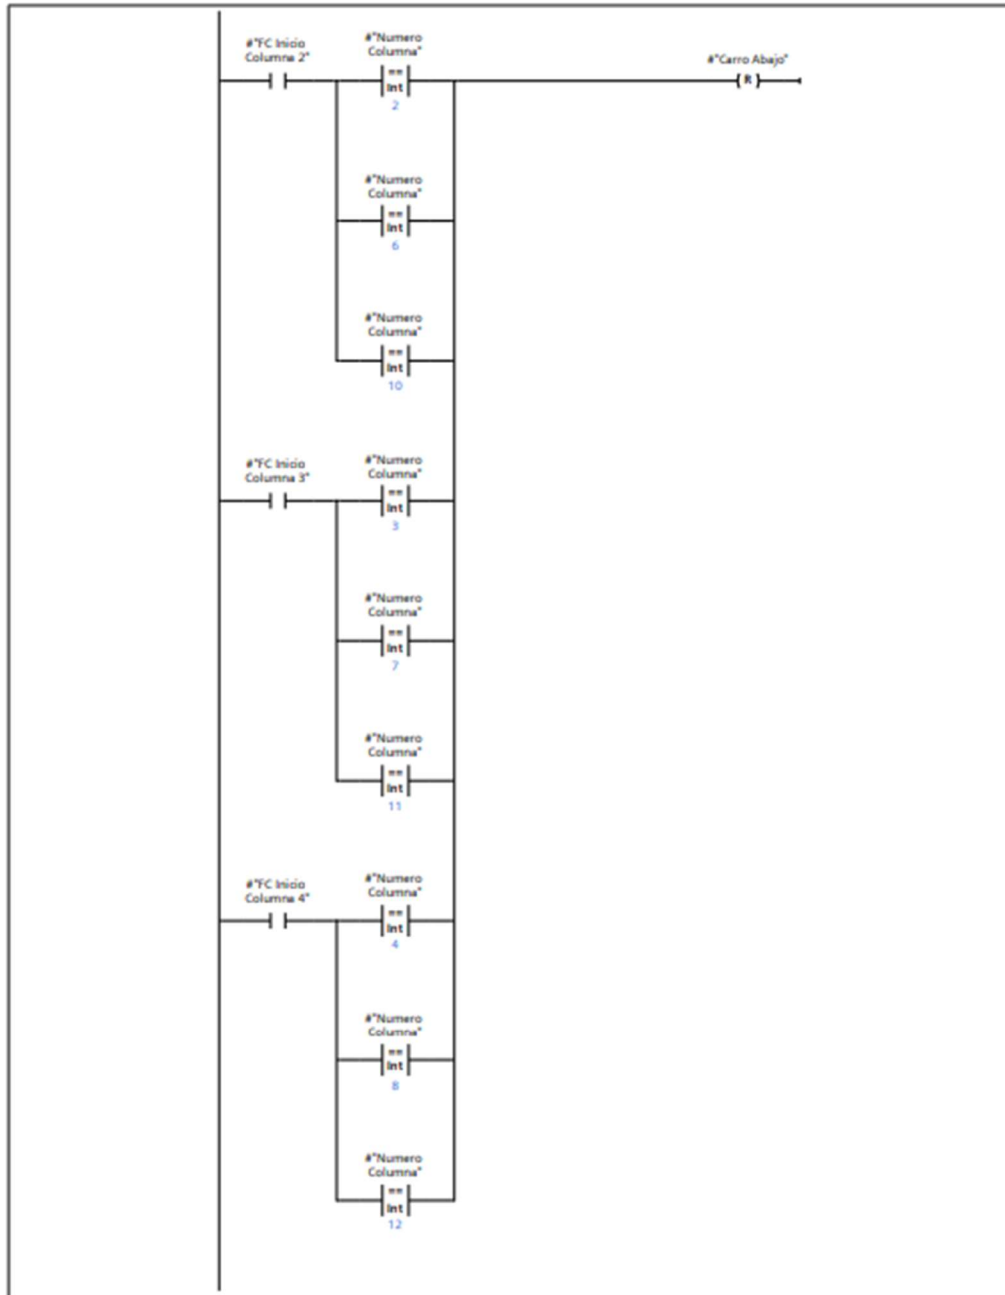 #"FC Inicio
Columna 2"
#"Numero
Columna"
==
Int
2
#"Carro Abajo"
R
#"Numero
Columna"
==
Int
6
#"Numero
Columna"
==
Int
10
#"FC Inicio
Columna 3"
#"Numero
Columna"
==
Int
3
#"Numero
Columna"
==
Int
7
#"Numero
Columna"
==
Int
11
#"FC Inicio
Columna 4"
#"Numero
Columna"
==
Int
4
#"Numero
Columna"
==
Int
8
#"Numero
Columna"
==
Int
12